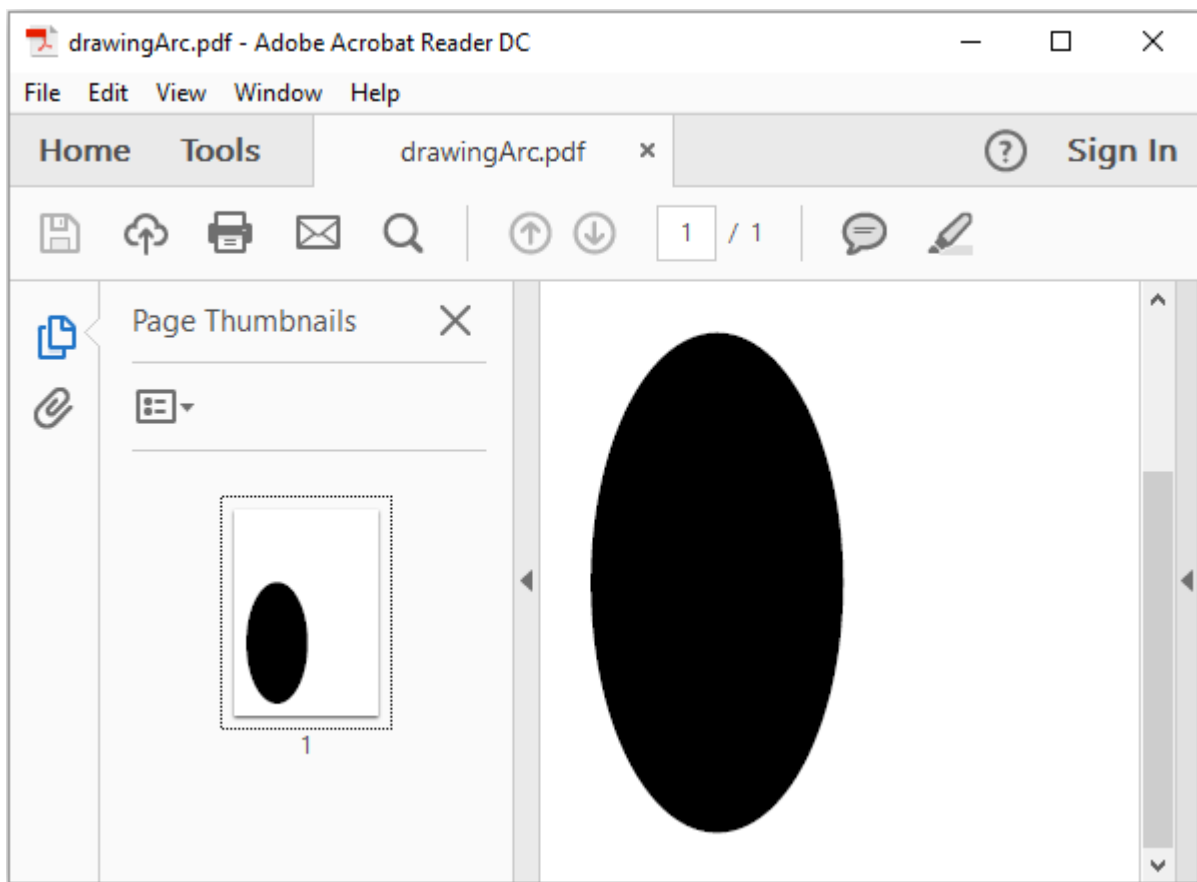 drawingArc.pdf - Adobe Acrobat Reader DC
File Edit View Window Help
Home Tools drawingArc.pdf × ? Sign In
1 / 1
Page Thumbnails
1